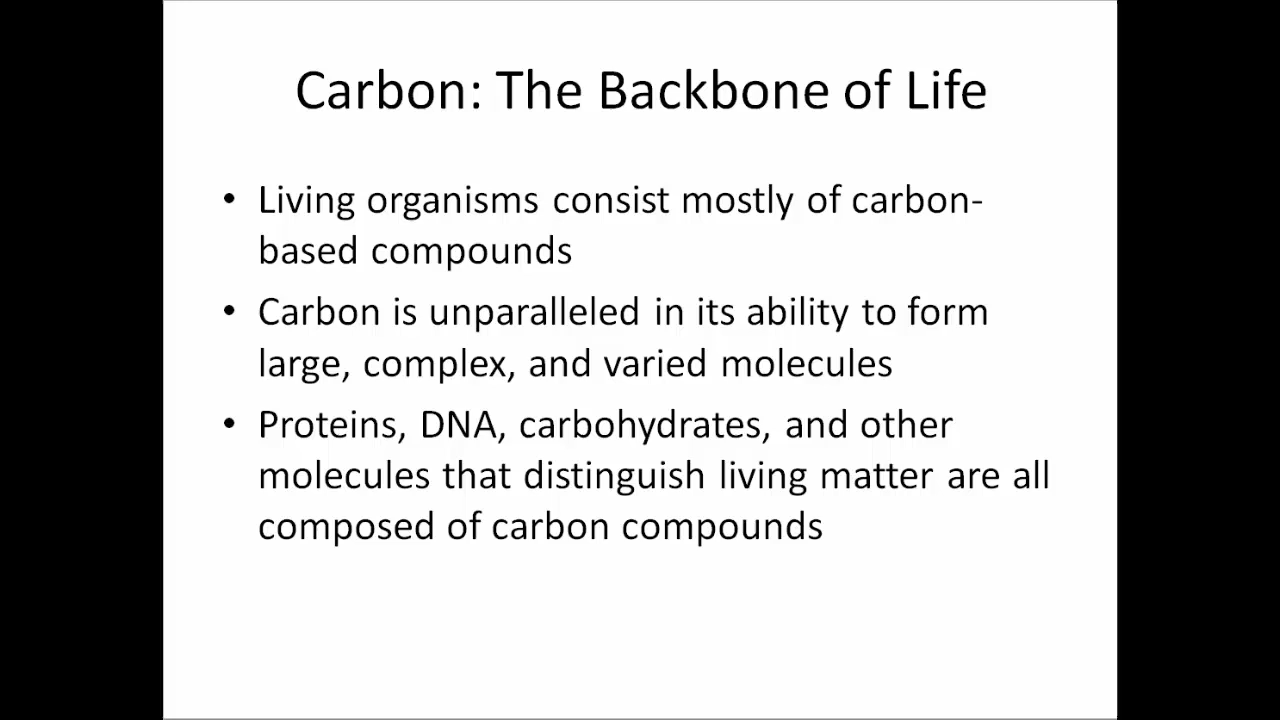 Carbon: The Backbone of Life
• Living organisms consist mostly of carbon-
based compounds
• Carbon is unparalleled in its ability to form
large, complex, and varied molecules
• Proteins, DNA, carbohydrates, and other
molecules that distinguish living matter are all
composed of carbon compounds